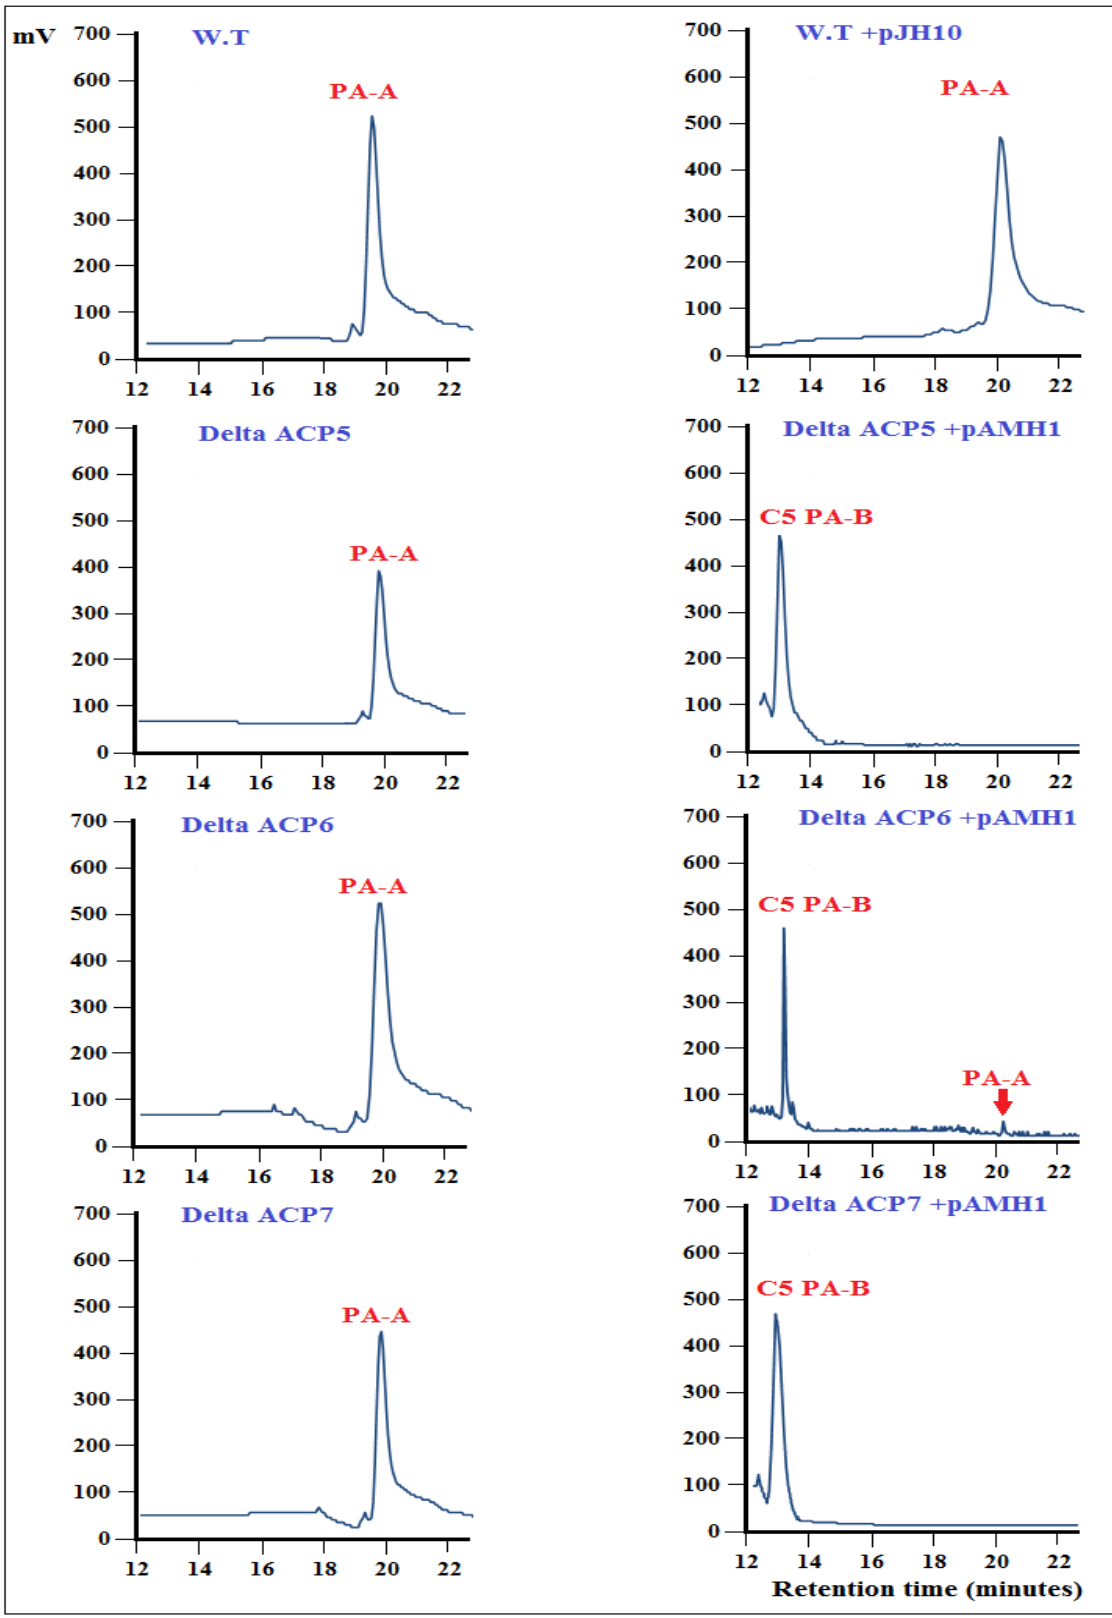 mV
W.T
700
600
500
400
300
200
100
0
PA-A
12 14 16 18 20 22
W.T +pJH10
700
600
500
400
300
200
100
0
PA-A
12 14 16 18 20 22
Delta ACP5
700
600
500
400
300
200
100
0
PA-A
12 14 16 18 20 22
Delta ACP5 +pAMH1
700
600
500
400
300
200
100
0
C5 PA-B
12 14 16 18 20 22
Delta ACP6
700
600
500
400
300
200
100
0
PA-A
12 14 16 18 20 22
Delta ACP6 +pAMH1
700
600
500
400
300
200
100
0
C5 PA-B
PA-A
12 14 16 18 20 22
Delta ACP7
700
600
500
400
300
200
100
0
PA-A
12 14 16 18 20 22
Delta ACP7 +pAMH1
700
600
500
400
300
200
100
0
C5 PA-B
12 14 16 18 20 22
Retention time (minutes)